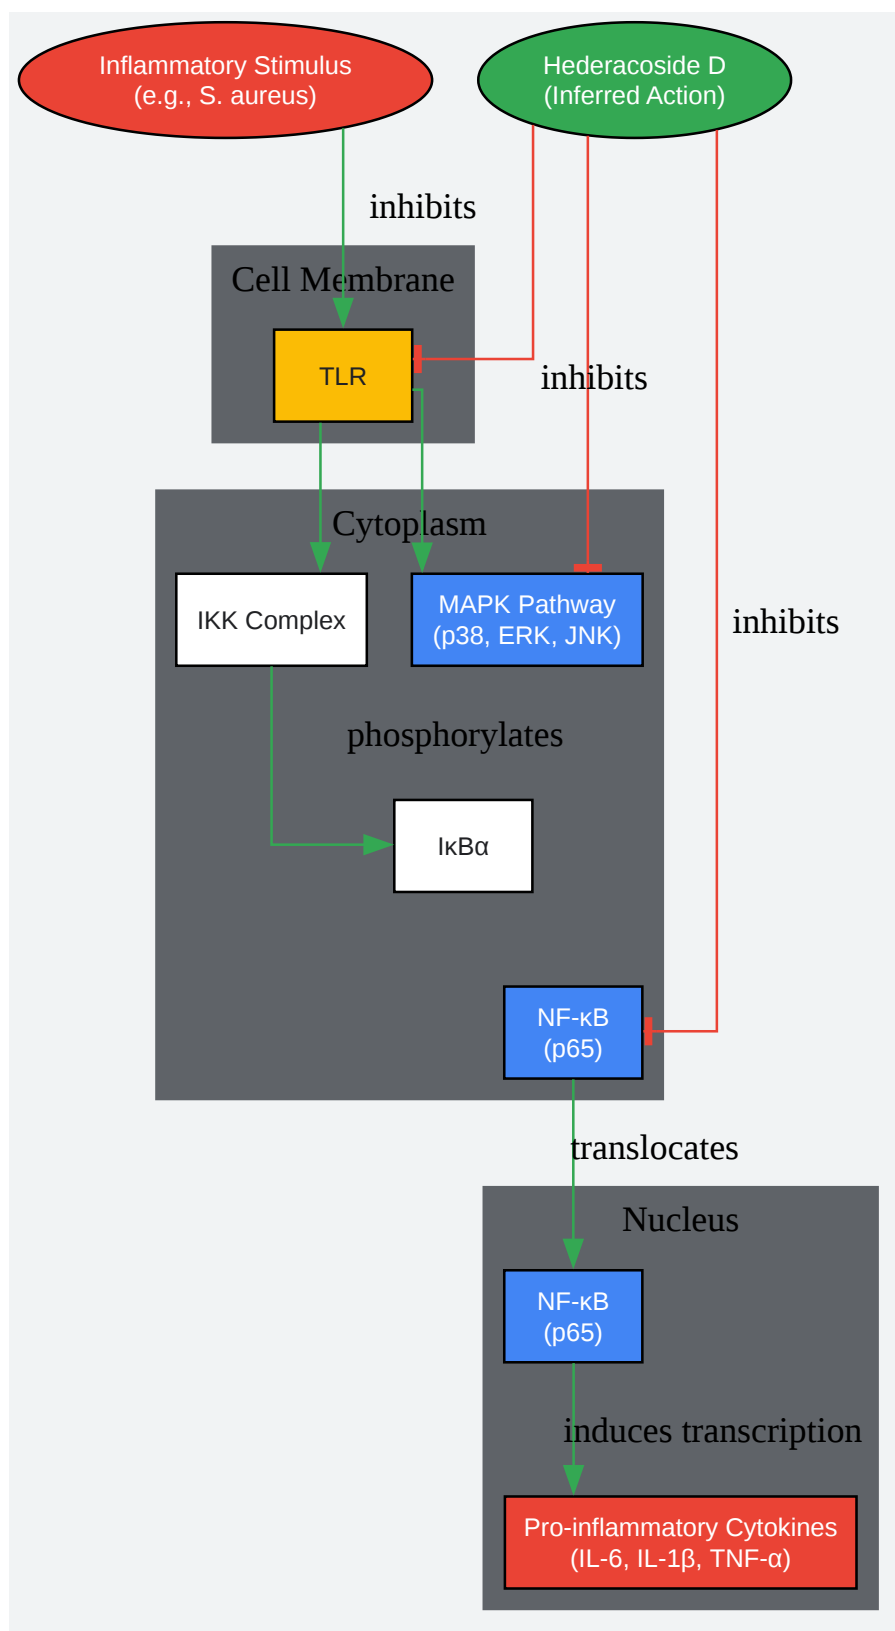 Inflammatory Stimulus
(e.g., S. aureus)
Hederacoside D
(Inferred Action)
inhibits
Cell Membrane
TLR
inhibits
Cytoplasm
IKK Complex
MAPK Pathway
(p38, ERK, JNK)
inhibits
phosphorylates
IκBα
NF-κB
(p65)
translocates
Nucleus
NF-κB
(p65)
induces transcription
Pro-inflammatory Cytokines
(IL-6, IL-1β, TNF-α)